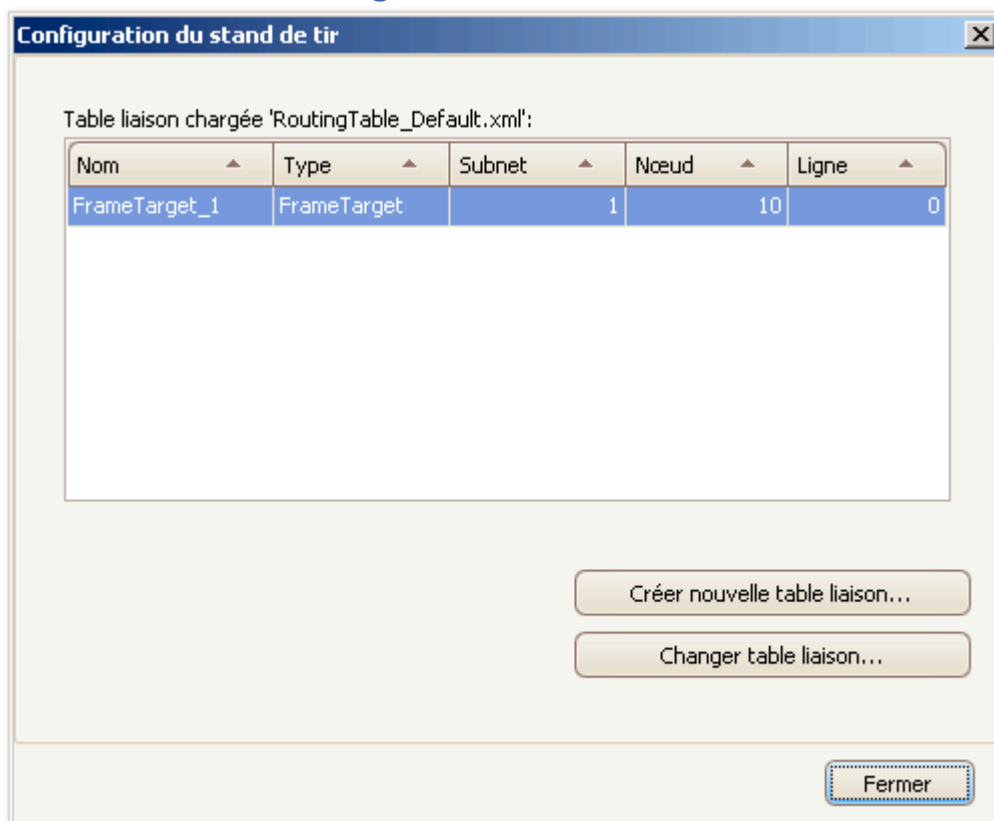 Configuration du stand de tir
Table liaison chargée 'RoutingTable_Default.xml':
Nom Type Subnet Nœud Ligne
FrameTarget_1 FrameTarget 1 10 0
Créer nouvelle table liaison...
Changer table liaison...
Fermer